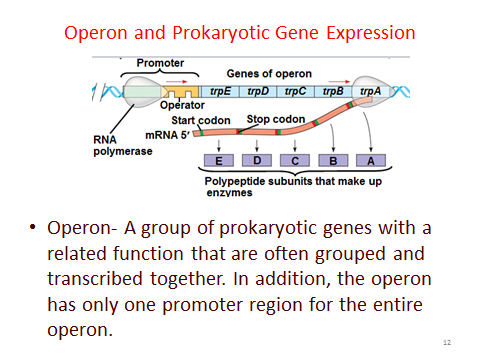 Operon and Prokaryotic Gene Expression
Promoter
Genes of operon
trpE trpD trpC trpB trpA
Operator
Start codon Stop codon
RNA
polymerase
mRNA 5'
E D C B A
Polypeptide subunits that make up
enzymes
• Operon- A group of prokaryotic genes with a
related function that are often grouped and
transcribed together. In addition, the operon
has only one promoter region for the entire
operon.
12